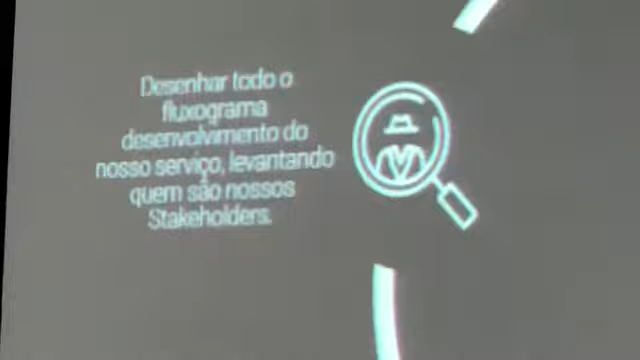 Desenhar todo o
fluxograma
desenvolvimento do
nosso serviço, levantando
quem são nossos
Stakeholders.